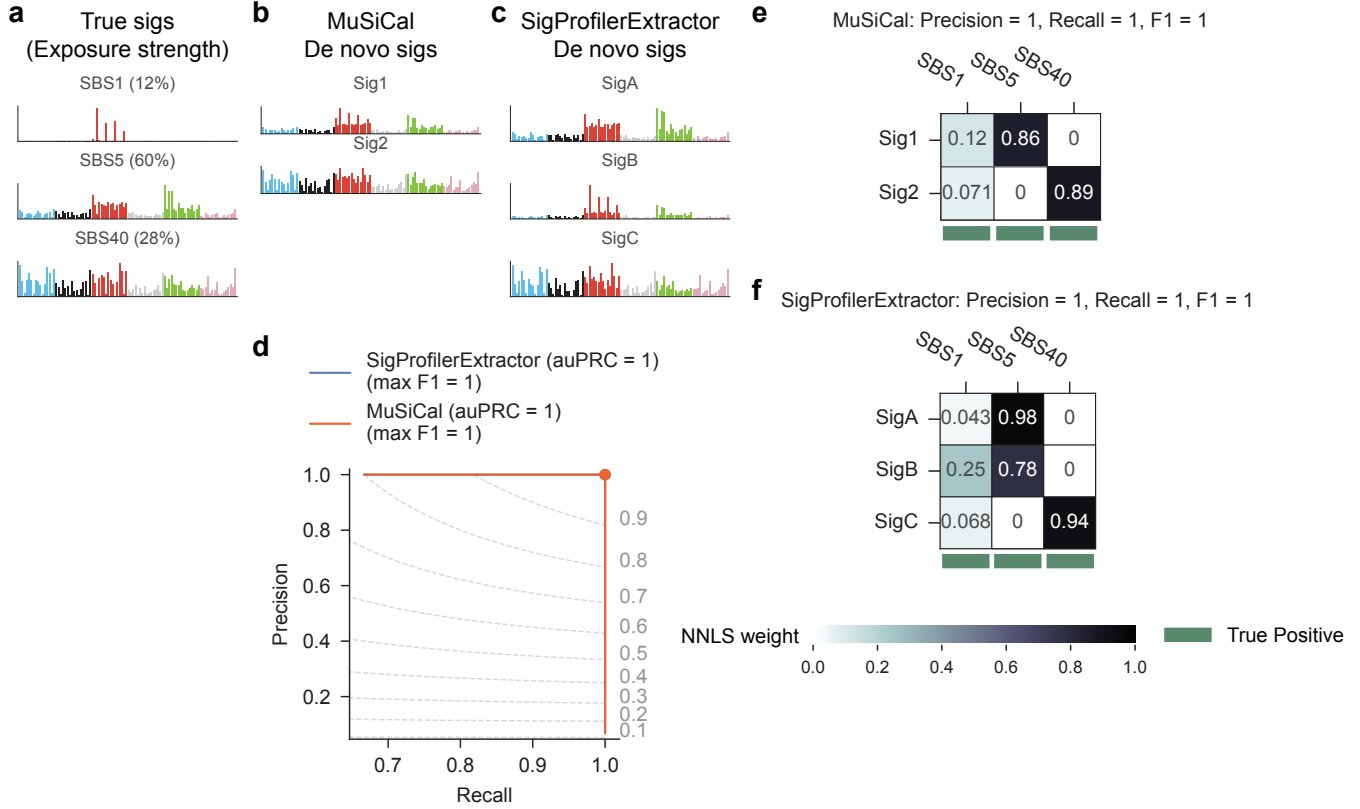 a
True sigs
(Exposure strength)
SBS1 (12%)
SBS5 (60%)
SBS40 (28%)
b
MuSiCal
De novo sigs
Sig1
Sig2
c
SigProfilerExtractor
De novo sigs
SigA
SigB
SigC
d
SigProfilerExtractor (auPRC = 1)
(max F1 = 1)
MuSiCal (auPRC = 1)
(max F1 = 1)
Precision
1.0
0.8
0.6
0.4
0.2
0.9
0.8
0.7
0.6
0.5
0.4
0.3
0.2
0.1
0.7 0.8 0.9 1.0
Recall
e
MuSiCal: Precision = 1, Recall = 1, F1 = 1
SBS1 SBS5 SBS40
Sig1 0.12 0.86 0
Sig2 0.071 0 0.89
f
SigProfilerExtractor: Precision = 1, Recall = 1, F1 = 1
SBS1 SBS5 SBS40
SigA 0.043 0.98 0
SigB 0.25 0.78 0
SigC 0.068 0 0.94
NNLS weight
0.0 0.2 0.4 0.6 0.8 1.0
True Positive